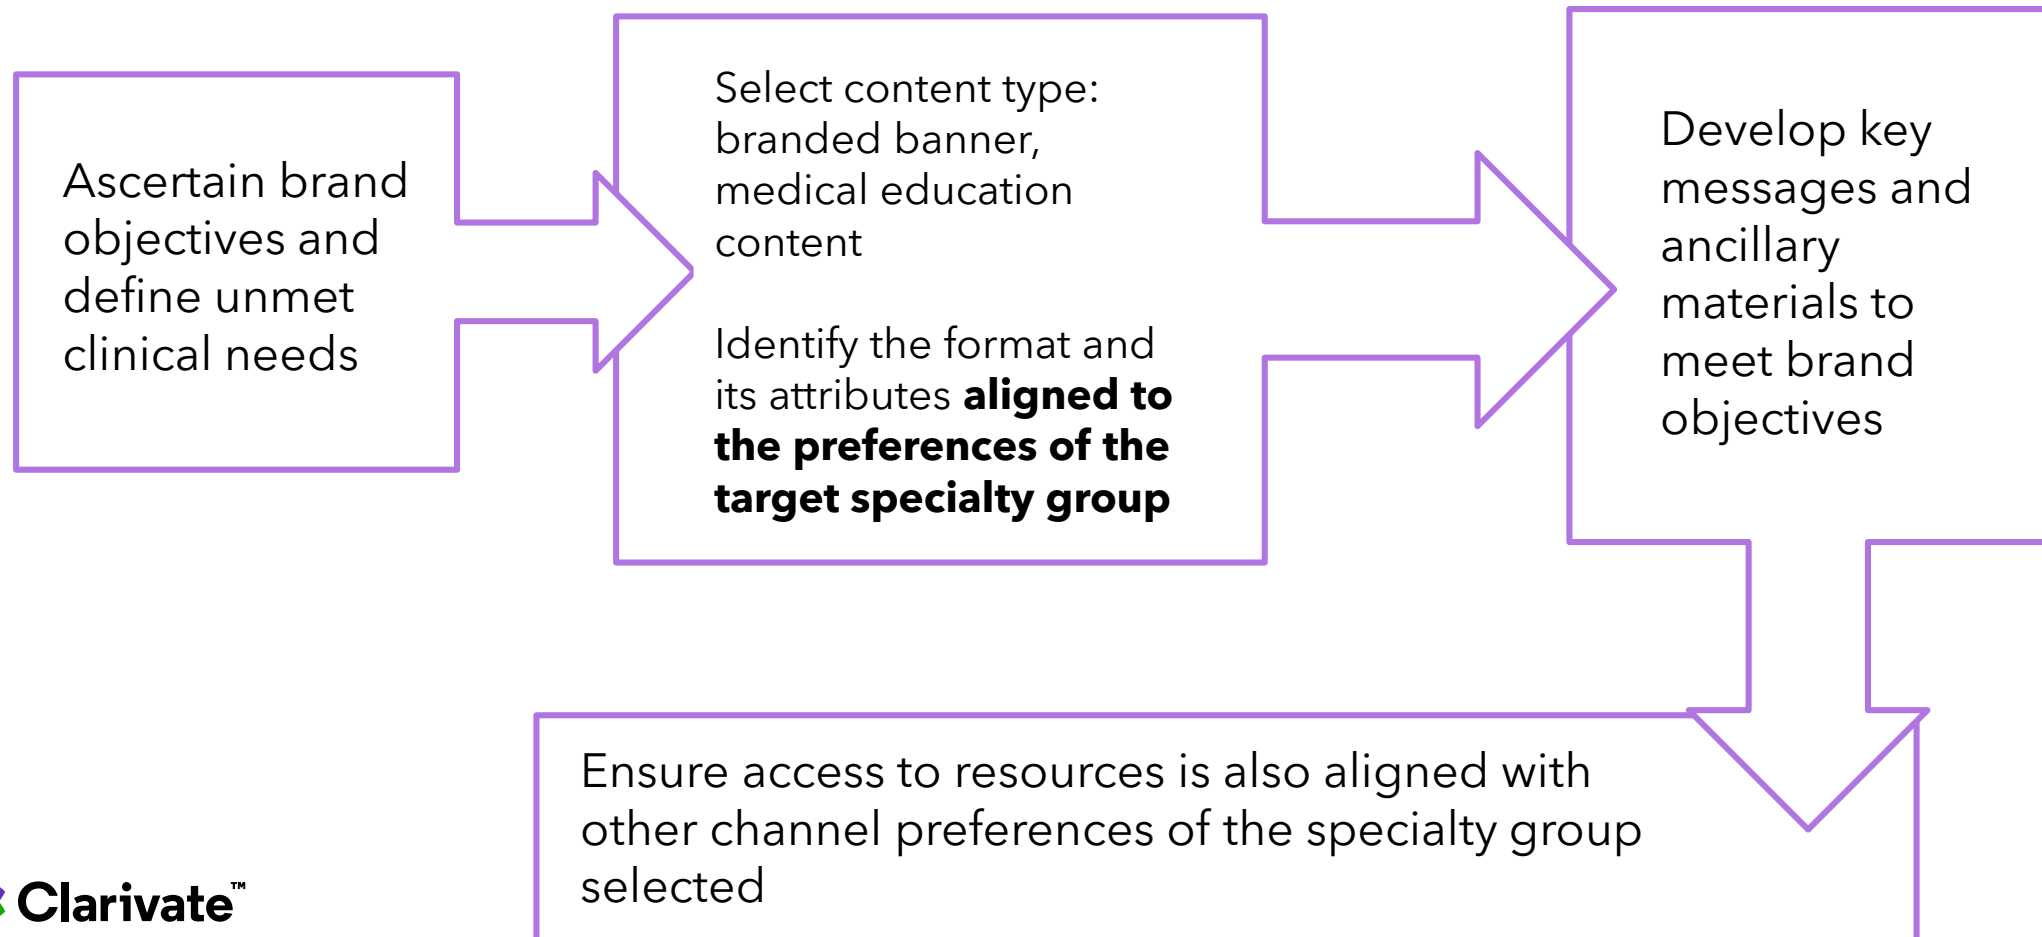 Ascertain brand
objectives and
define unmet
clinical needs
Select content type:
branded banner,
medical education
content
Identify the format and
its attributes aligned to
the preferences of the
target specialty group
Develop key
messages and
ancillary
materials to
meet brand
objectives
Ensure access to resources is also aligned with
other channel preferences of the specialty group
selected
Clarivate™